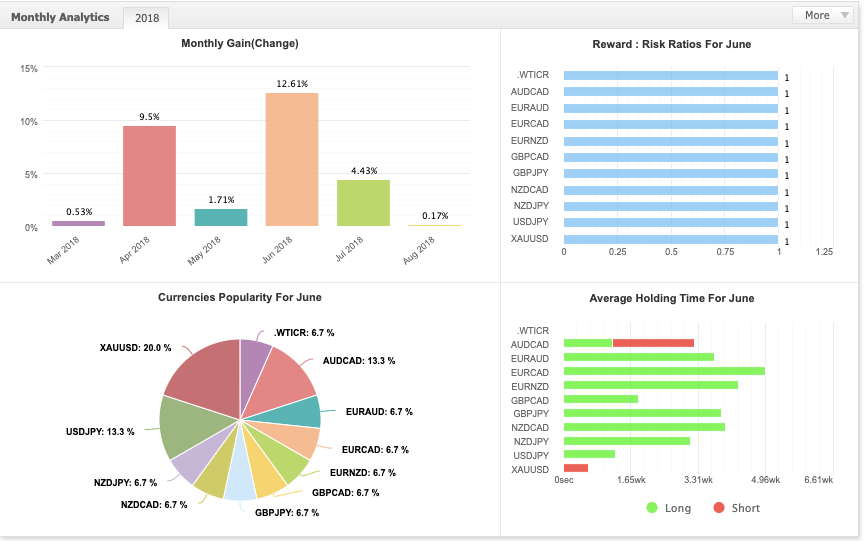 Monthly Analytics
2018
More
Monthly Gain(Change)
15%
10%
5%
0%
0.53%
9.5%
1.71%
12.61%
4.43%
0.17%
Mar 2018
Apr 2018
May 2018
Jun 2018
Jul 2018
Aug 2018
Reward : Risk Ratios For June
.WTICR 1
AUDCAD 1
EURAUD 1
EURCAD 1
EURNZD 1
GBPCAD 1
GBPJPY 1
NZDCAD 1
NZDJPY 1
USDJPY 1
XAUUSD 1
0 0.25 0.5 0.75 1 1.25
Currencies Popularity For June
.WTICR: 6.7 %
AUDCAD: 13.3 %
EURAUD: 6.7 %
EURCAD: 6.7 %
EURNZD: 6.7 %
GBPCAD: 6.7 %
GBPJPY: 6.7 %
NZDCAD: 6.7 %
NZDJPY: 6.7 %
USDJPY: 13.3 %
XAUUSD: 20.0 %
Average Holding Time For June
.WTICR
AUDCAD
EURAUD
EURCAD
EURNZD
GBPCAD
GBPJPY
NZDCAD
NZDJPY
USDJPY
XAUUSD
0sec 1.65wk 3.31wk 4.96wk 6.61wk
Long Short